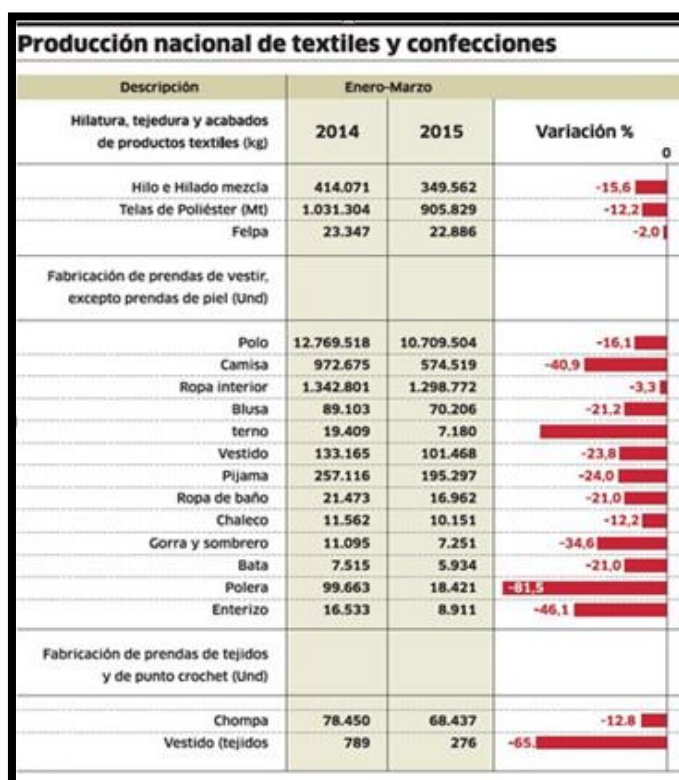 Producción nacional de textiles y confecciones
Descripción Enero-Marzo
Hilatura, tejedura y acabados
de productos textiles (kg) 2014 2015 Variación %
0
Hilo e Hilado mezcla 414.071 349.562 -15,6
Telas de Poliéster (Mt) 1.031.304 905.829 -12,2
Felpa 23.347 22.886 -2,0
Fabricación de prendas de vestir,
excepto prendas de piel (Und)
Polo 12.769.518 10.709.504 -16,1
Camisa 972.675 574.519 -40,9
Ropa interior 1.342.801 1.298.772 -3,3
Blusa 89.103 70.206 -21,2
terno 19.409 7.180
Vestido 133.165 101.468 -23,8
Pijama 257.116 195.297 -24,0
Ropa de baño 21.473 16.962 -21,0
Chaleco 11.562 10.151 -12,2
Gorra y sombrero 11.095 7.251 -34,6
Bata 7.515 5.934 -21,0
Polera 99.663 18.421 -81,5
Enterizo 16.533 8.911 -46,1
Fabricación de prendas de tejidos
y de punto crochet (Und)
Chompa 78.450 68.437 -12.8
Vestido (tejidos 789 276 -65.